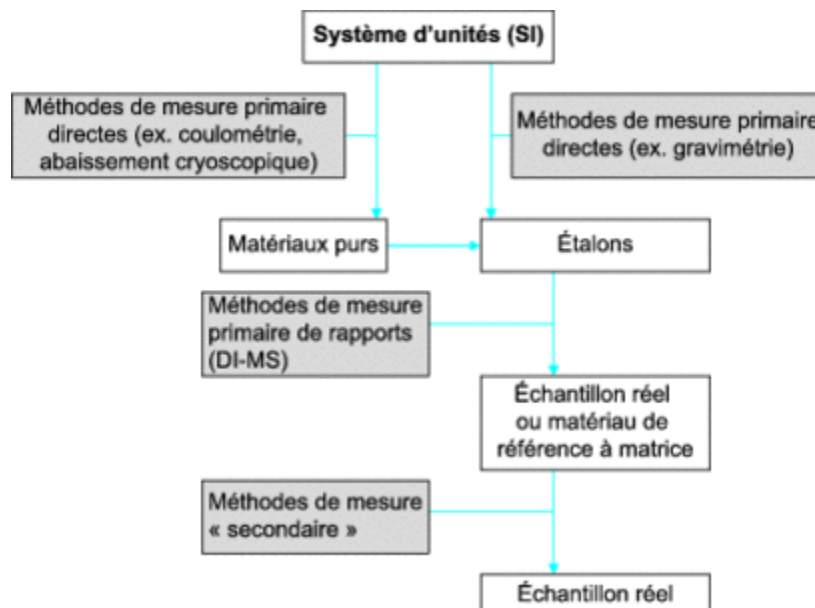 Système d'unités (SI)
Méthodes de mesure primaire
directes (ex. coulométrie,
abaissement cryoscopique)
Méthodes de mesure primaire
directes (ex. gravimétrie)
Matériaux purs
Étalons
Méthodes de mesure
primaire de rapports
(DI-MS)
Échantillon réel
ou matériau de
référence à matrice
Méthodes de mesure
« secondaire »
Échantillon réel